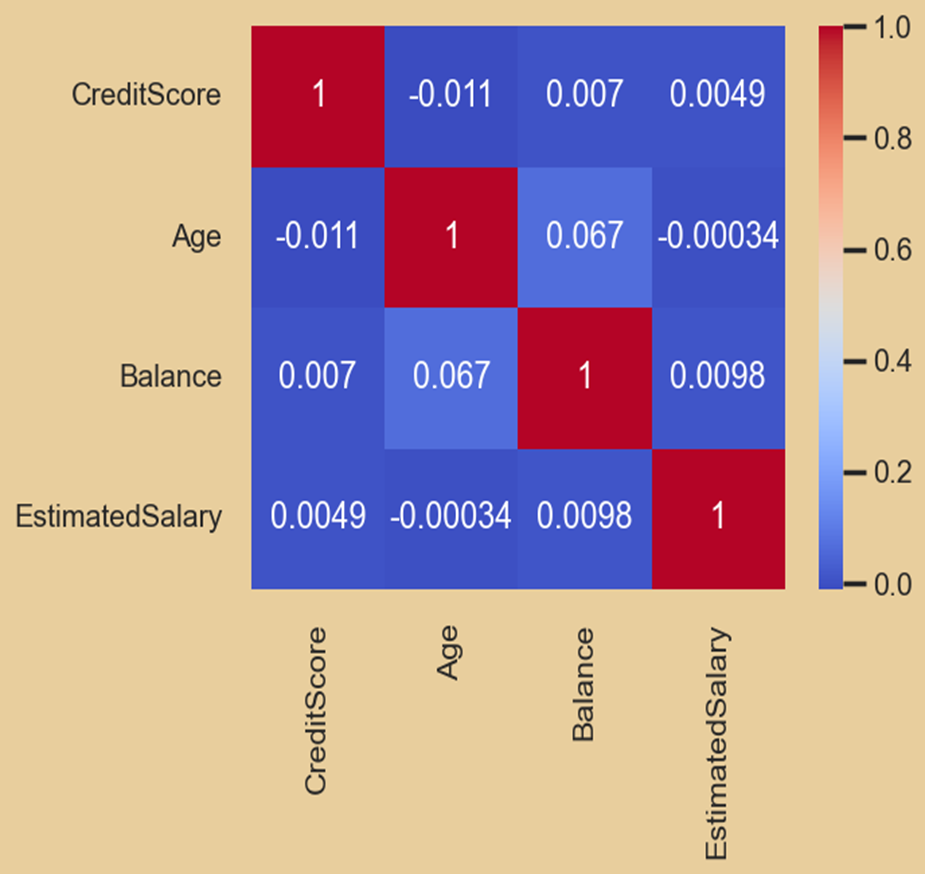 1.0
CreditScore 1 -0.011 0.007 0.0049
0.8
Age -0.011 1 0.067 -0.00034
0.6
Balance 0.007 0.067 1 0.0098
0.4
0.2
EstimatedSalary 0.0049 -0.00034 0.0098 1
0.0
CreditScore
Age
Balance
EstimatedSalary